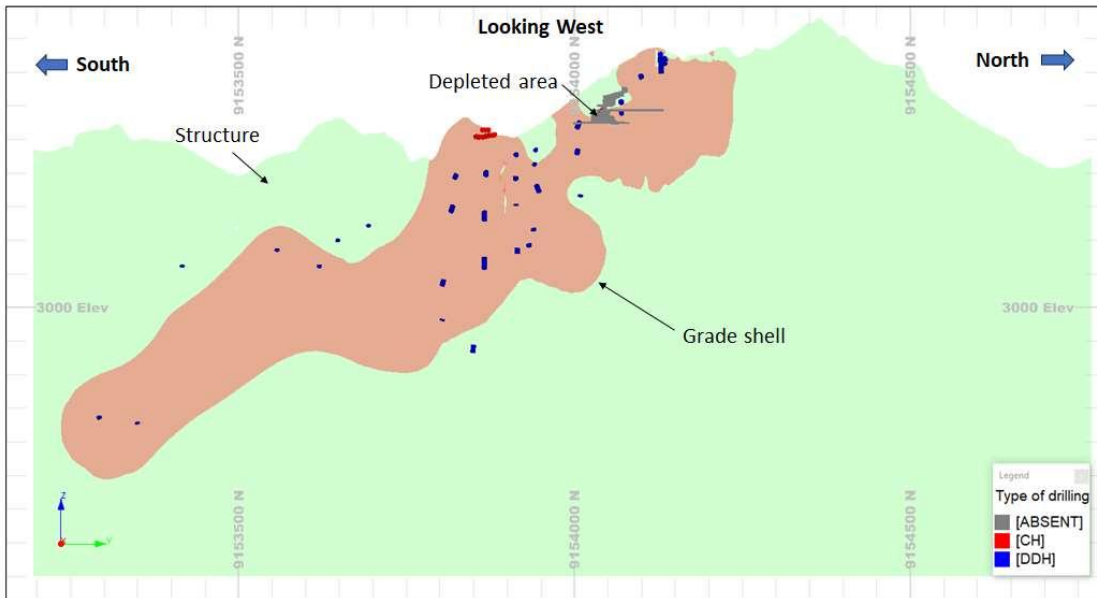 Looking West
South
North
9153500 N
9154000 N
9154500 N
Depleted area
Structure
3000 Elev
3000 Elev
Grade shell
9153500 N
9154000 N
9154500 N
Z
Y
Legend
Type of drilling
[ABSENT]
[CH]
[DDH]